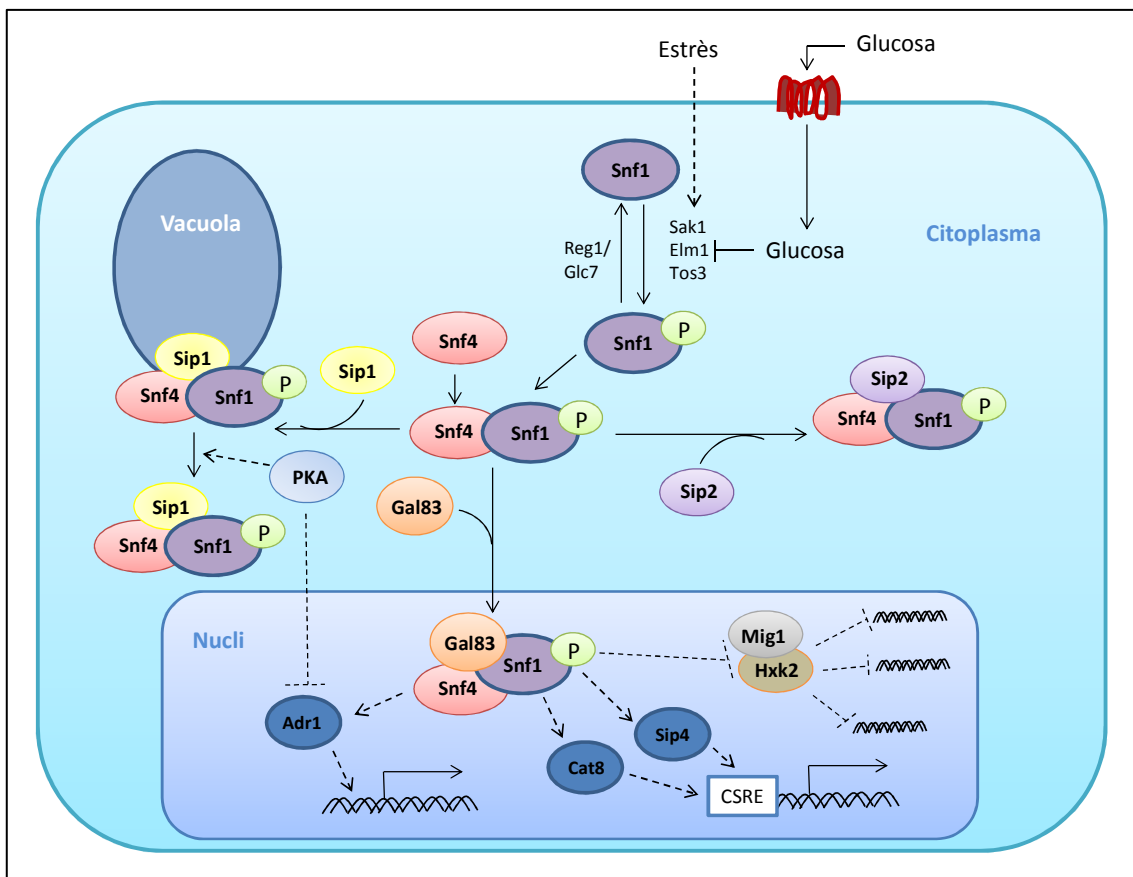 Estrès
Glucosa
Snf1
Vacuola
Citoplasma
Reg1/
Glc7
Sak1
Elm1
Tos3
Glucosa
Snf1
P
Snf4
Sip1
Sip1
Snf4
Snf1
P
Snf4
Snf1
P
Sip2
Snf4
Snf1
P
PKA
Gal83
Sip2
Sip1
Snf4
Snf1
P
Nucli
Gal83
Snf1
P
Snf4
Mig1
Hxk2
Adr1
Sip4
Cat8
CSRE